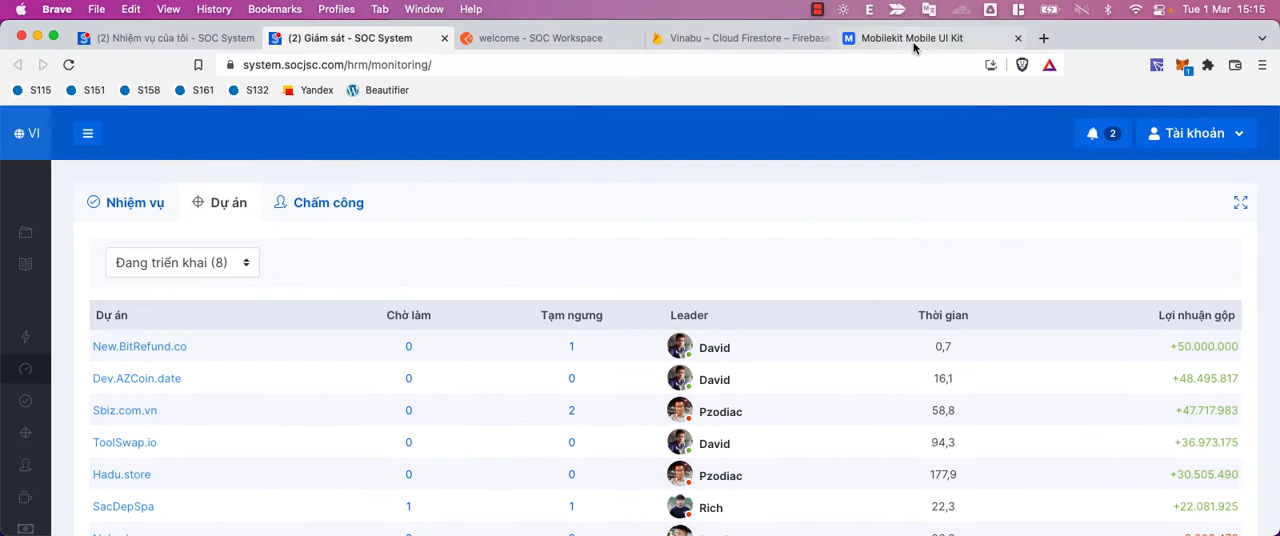 Brave File Edit View History Bookmarks Profiles Tab Window Help Tue 1 Mar 15:15
(2) Nhiệm vụ của tôi - SOC System (2) Giám sát - SOC System welcome - SOC Workspace Vinabu – Cloud Firestore – Firebase Mobilekit Mobile UI Kit
system.socjsc.com/hrm/monitoring/
S115 S151 S158 S161 S132 Yandex Beautifier
VI 2 Tài khoản
Nhiệm vụ Dự án Chấm công
Đang triển khai (8)
Dự án Chờ làm Tạm ngưng Leader Thời gian Lợi nhuận gộp
New.BitRefund.co 0 1 David 0,7 +50.000.000
Dev.AZCoin.date 0 0 David 16,1 +48.495.817
Sbiz.com.vn 0 2 Pzodiac 58,8 +47.717.983
ToolSwap.io 0 0 David 94,3 +36.973.175
Hadu.store 0 0 Pzodiac 177,9 +30.505.490
SacDepSpa 1 1 Rich 22,3 +22.081.925